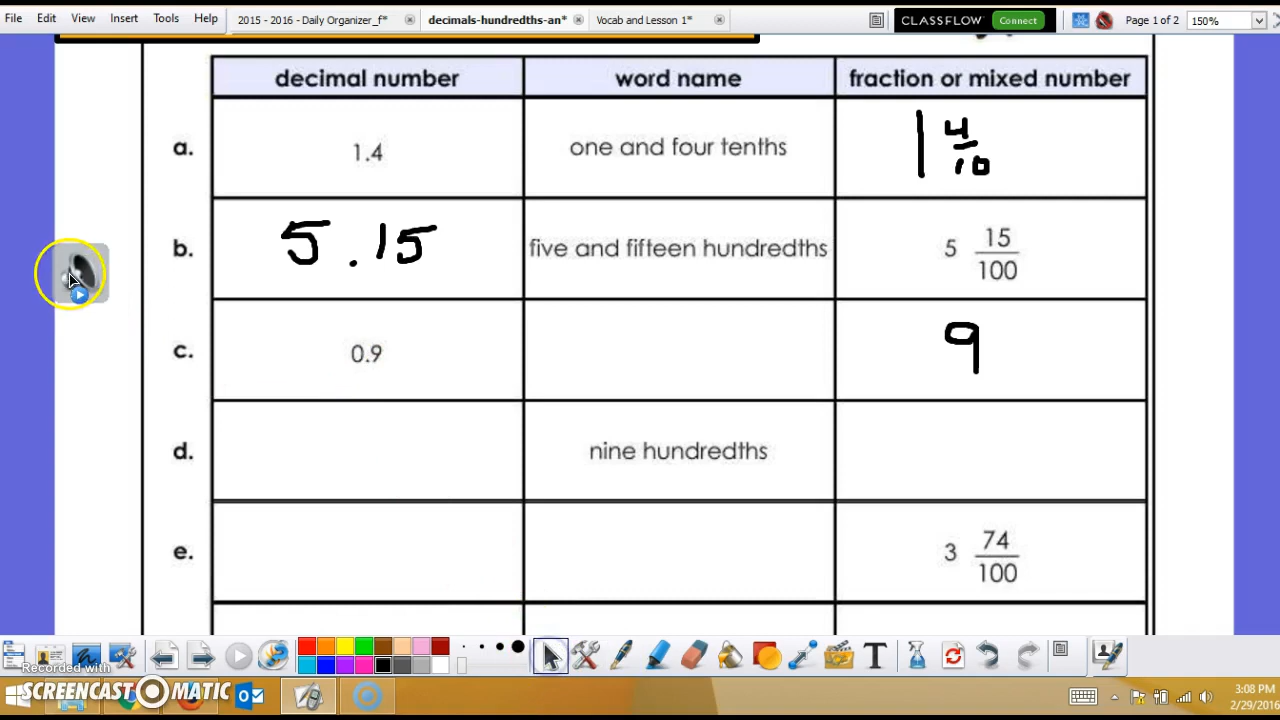 File Edit View Insert Tools Help 2015 - 2016 - Daily Organizer _f* decimals-hundredths-an* Vocab and Lesson 1* CLASSFLOW Connect Page 1 of 2 150%
decimal number word name fraction or mixed number
a. 1.4 one and four tenths 1 4/10
b. 5.15 five and fifteen hundredths 5 15/100
c. 0.9 9
d. nine hundredths
e. 3 74/100
T
Recorded with
SCREENCAST O MATIC
3:08 PM
2/29/2016